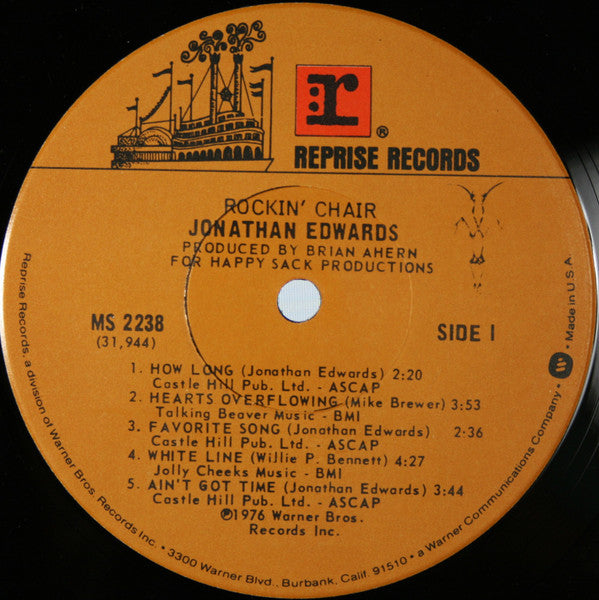 r
®
REPRISE RECORDS
ROCKIN' CHAIR
JONATHAN EDWARDS
PRODUCED BY BRIAN AHERN
FOR HAPPY SACK PRODUCTIONS
MS 2238
(31,944)
SIDE I
1. HOW LONG (Jonathan Edwards) 2:20
Castle Hill Pub. Ltd. - ASCAP
2. HEARTS OVERFLOWING (Mike Brewer) 3:53
Talking Beaver Music - BMI
3. FAVORITE SONG (Jonathan Edwards) 2:36
Castle Hill Pub. Ltd. - ASCAP
4. WHITE LINE (Willie P. Bennett) 4:27
Jolly Cheeks Music - BMI
5. AIN'T GOT TIME (Jonathan Edwards) 3:44
Castle Hill Pub. Ltd. - ASCAP
℗1976 Warner Bros.
Records Inc.
Reprise Records, a division of Warner Bros. Records Inc. • 3300 Warner Blvd., Burbank, Calif. 91510 • a Warner Communications Company • Made in U.S.A.